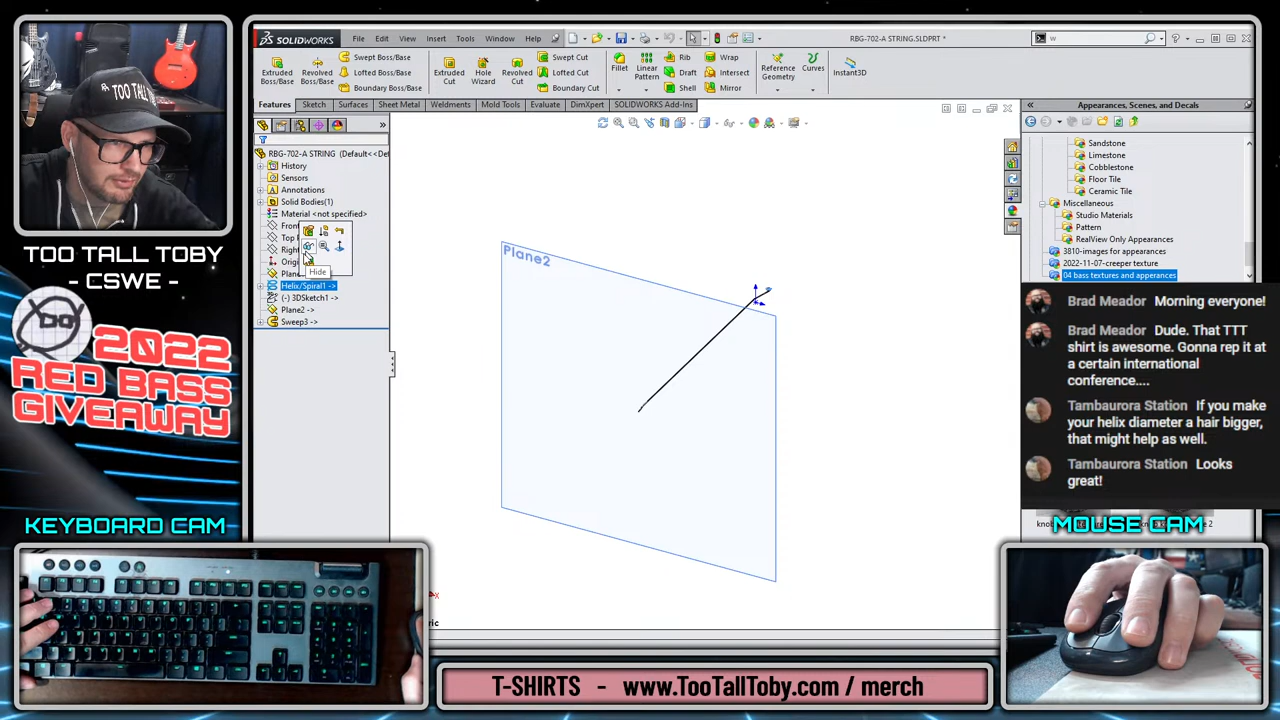 SOLIDWORKS
File
Edit
View
Insert
Tools
Window
Help
RBG-702-A STRING.SLDPRT *
w
Extruded Boss/Base
Revolved Boss/Base
Swept Boss/Base
Lofted Boss/Base
Boundary Boss/Base
Extruded Cut
Hole Wizard
Revolved Cut
Swept Cut
Lofted Cut
Boundary Cut
Fillet
Linear Pattern
Rib
Draft
Shell
Wrap
Intersect
Mirror
Reference Geometry
Curves
Instant3D
Features
Sketch
Surfaces
Sheet Metal
Weldments
Mold Tools
Evaluate
DimXpert
SOLIDWORKS Add-Ins
RBG-702-A STRING (Default<<Def
History
Sensors
Annotations
Solid Bodies(1)
Material <not specified>
Sweep3 ->
Plane2 ->
(-) 3DSketch1 ->
Helix/Spiral1 ->
Hide
Plane2
Appearances, Scenes, and Decals
Sandstone
Limestone
Cobblestone
Floor Tile
Ceramic Tile
Miscellaneous
Studio Materials
Pattern
RealView Only Appearances
3810-images for appearances
2022-11-07-creeper texture
04 bass textures and apperances
Brad Meador Morning everyone!
Brad Meador Dude. That TTT
shirt is awesome. Gonna rep it at
a certain international
conference....
Tambaurora Station If you make
your helix diameter a hair bigger,
that might help as well.
Tambaurora Station Looks
great!
TOO TALL TOBY
TOO TALL TOBY
- CSWE -
2022
RED BASS
GIVEAWAY
KEYBOARD CAM
MOUSE CAM
T-SHIRTS - www.TooTallToby.com / merch